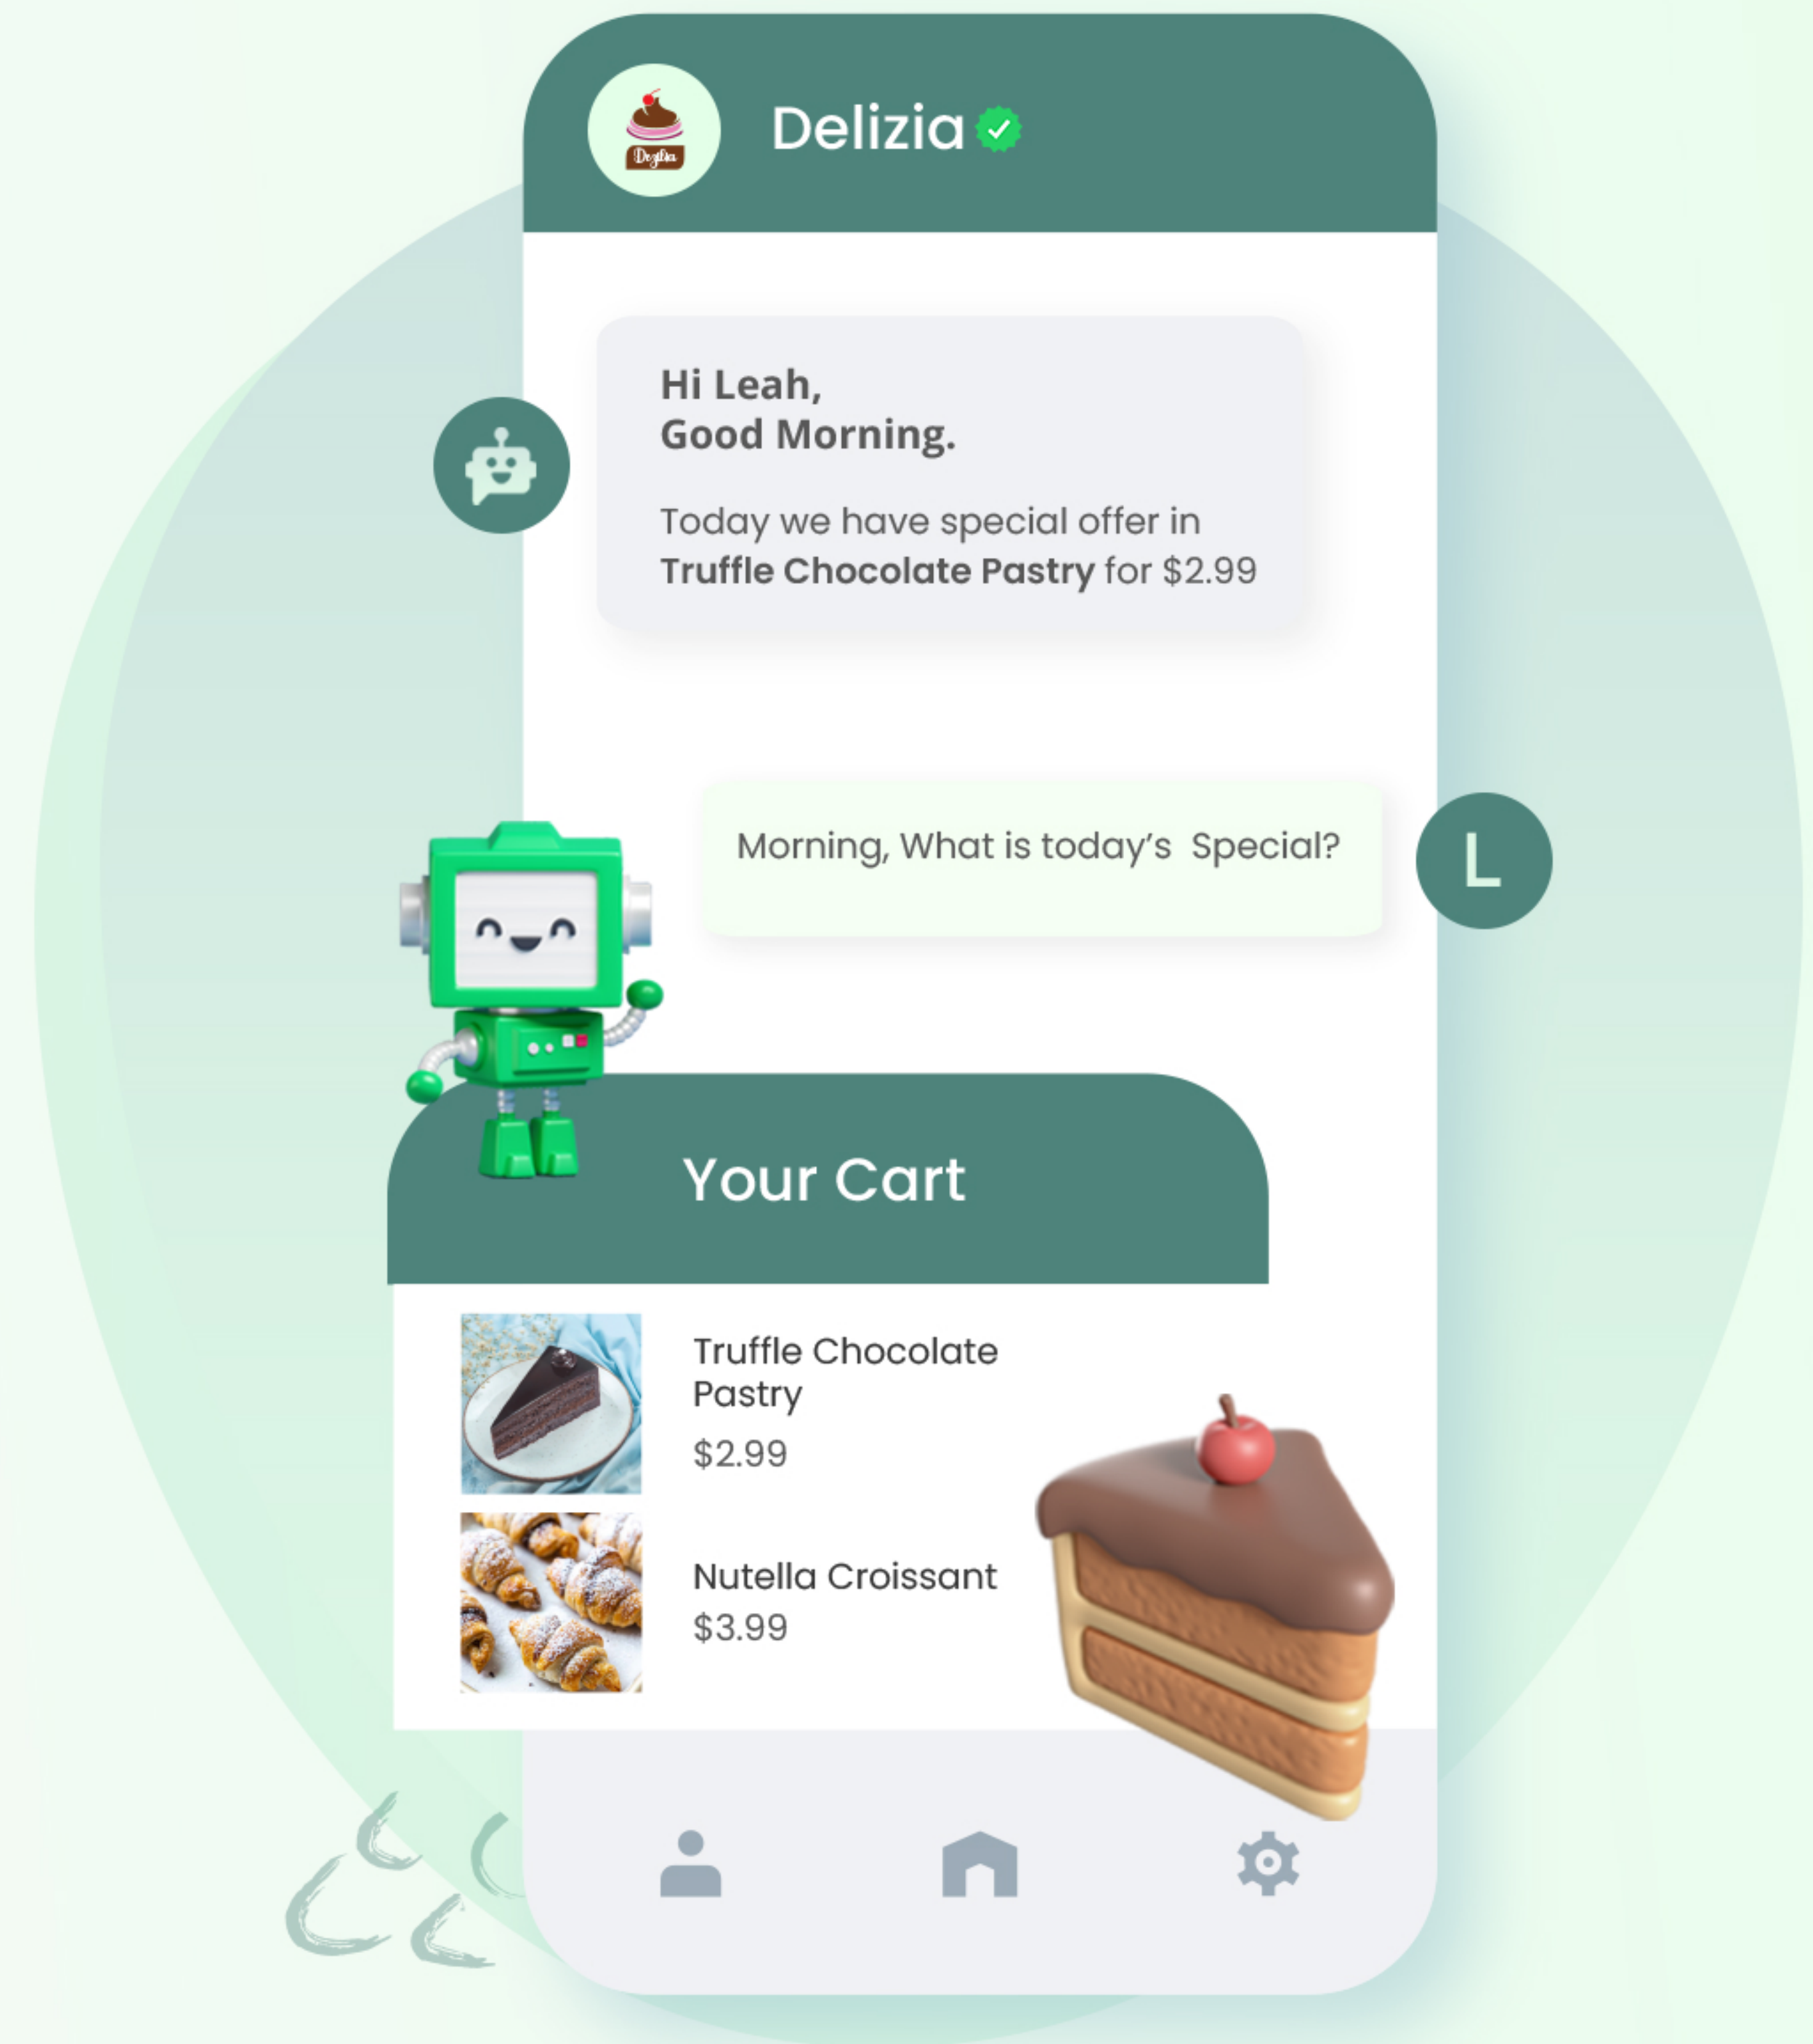 Delizia
Hi Leah,
Good Morning.
Today we have special offer in
Truffle Chocolate Pastry for $2.99
Morning, What is today’s  Special?
L
Your Cart
Truffle Chocolate
Pastry
$2.99
Nutella Croissant
$3.99